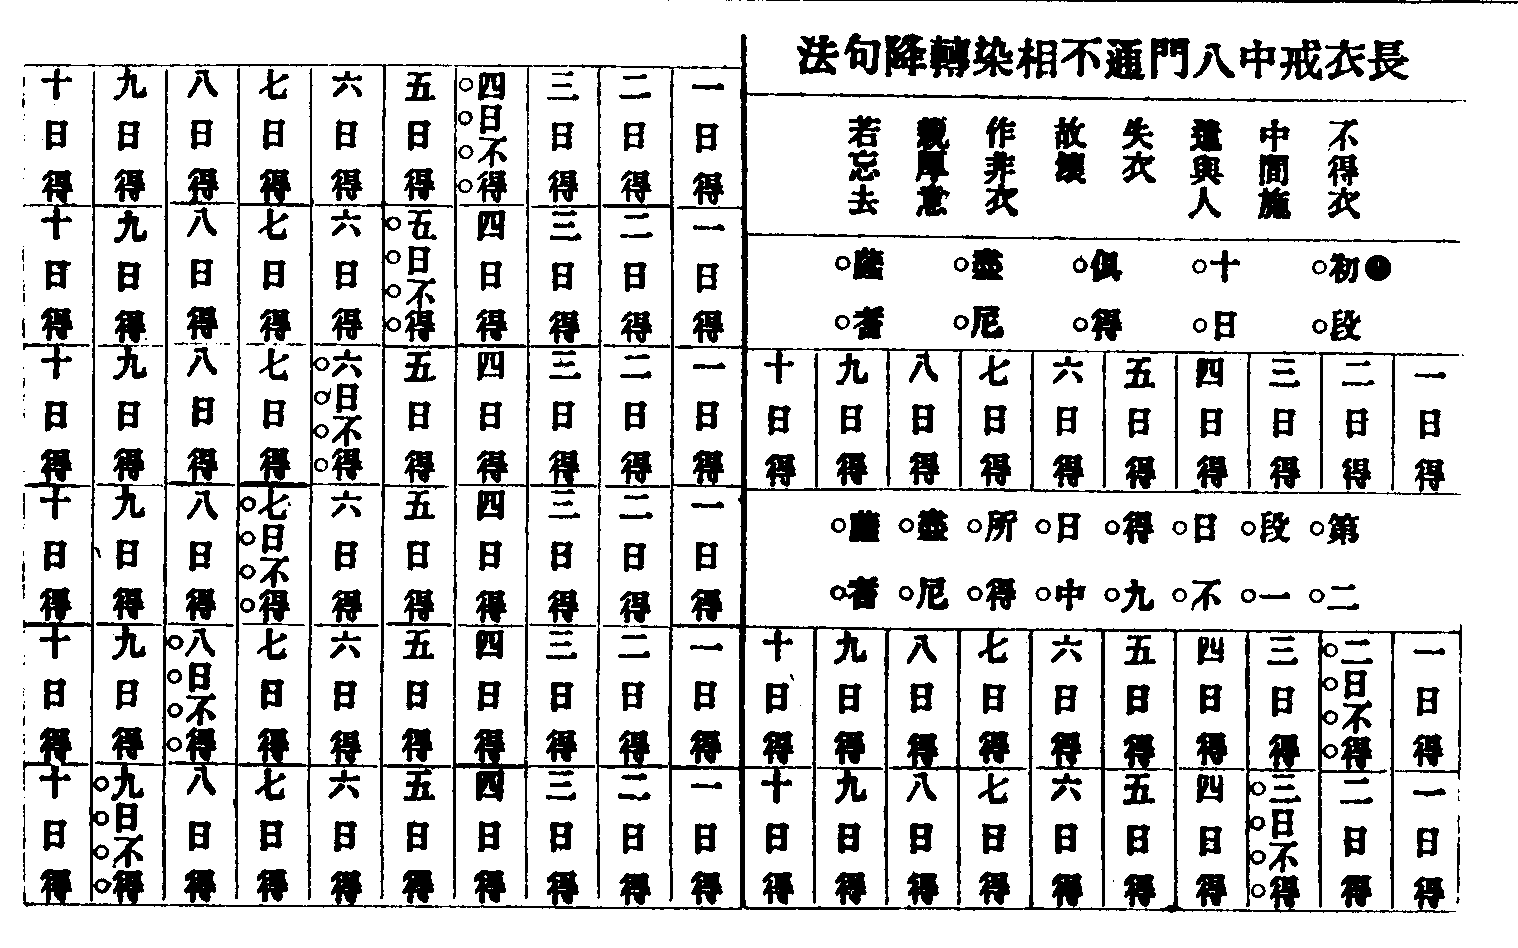 長衣戒中八門通不相染轉降句法
不得衣
中間施
遣與人
失衣
故壞
作非衣
親厚意
若忘去
初段
十日
俱得
盡尼
薩耆
一日得 二日得 三日得 四日得 五日得 六日得 七日得 八日得 九日得 十日得
第二
段一
日不
得九
日中
所得
盡尼
薩耆
一日得 二日不得 三日得 四日得 五日得 六日得 七日得 八日得 九日得 十日得
一日得 二日得 三日不得 四日得 五日得 六日得 七日得 八日得 九日得 十日得
一日得 二日得 三日得 四日不得 五日得 六日得 七日得 八日得 九日得 十日得
一日得 二日得 三日得 四日得 五日不得 六日得 七日得 八日得 九日得 十日得
一日得 二日得 三日得 四日得 五日得 六日不得 七日得 八日得 九日得 十日得
一日得 二日得 三日得 四日得 五日得 六日得 七日不得 八日得 九日得 十日得
一日得 二日得 三日得 四日得 五日得 六日得 七日得 八日不得 九日得 十日得
一日得 二日得 三日得 四日得 五日得 六日得 七日得 八日得 九日不得 十日得